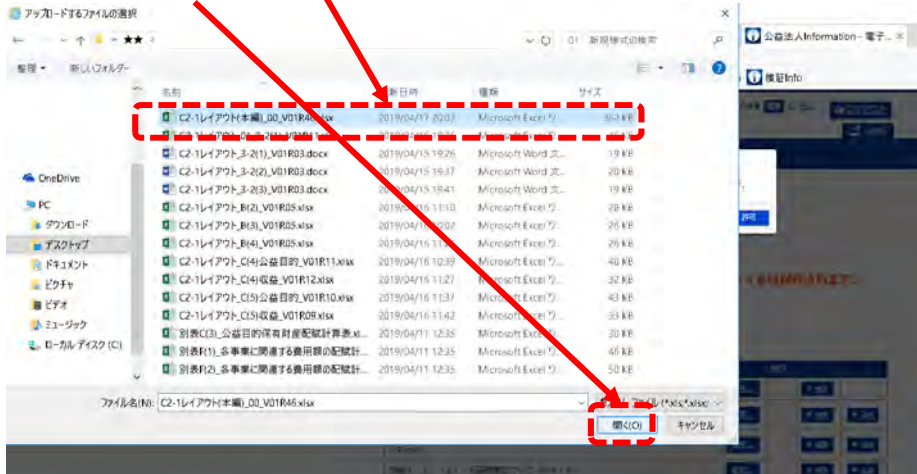 アップロードするファイルの選択
公益法人Information - 電子...
検証Info
整理 新しいフォルダー
名前 更新日時 種類 サイズ
C2-1レイアウト(本編)_00_V01R46.xlsx 2019/04/17 20:03 Microsoft Excel ワ... 362 KB
C2-1レイアウト_3-2(1)_V01R03.docx 2019/04/15 19:26 Microsoft Word 文... 19 KB
C2-1レイアウト_3-2(2)_V01R03.docx 2019/04/15 19:37 Microsoft Word 文... 20 KB
C2-1レイアウト_3-2(3)_V01R03.docx 2019/04/15 19:41 Microsoft Word 文... 19 KB
C2-1レイアウト_B(2)_V01R05.xlsx 2019/04/16 11:10 Microsoft Excel ワ... 28 KB
C2-1レイアウト_B(3)_V01R05.xlsx Microsoft Excel ワ... 26 KB
C2-1レイアウト_B(4)_V01R05.xlsx Microsoft Excel ワ... 26 KB
C2-1レイアウト_C(4)公益目的_V01R11.xlsx 2019/04/16 10:39 Microsoft Excel ワ... 40 KB
C2-1レイアウト_C(4)収益_V01R12.xlsx 2019/04/16 11:27 Microsoft Excel ワ... 32 KB
C2-1レイアウト_C(5)公益目的_V01R10.xlsx 2019/04/16 11:37 Microsoft Excel ワ... 43 KB
C2-1レイアウト_C(5)収益_V01R09.xlsx 2019/04/16 11:42 Microsoft Excel ワ... 33 KB
別表C(3)_公益目的保有財産配賦計算表.xl... 2019/04/11 12:35 Microsoft Excel ワ... 30 KB
別表F(1)_各事業に関連する費用額の配賦計... 2019/04/11 12:35 Microsoft Excel ワ... 46 KB
別表F(2)_各事業に関連する費用額の配賦計... 2019/04/11 12:35 Microsoft Excel ワ... 50 KB
OneDrive
PC
ダウンロード
デスクトップ
ドキュメント
ピクチャ
ビデオ
ミュージック
ローカル ディスク (C)
ファイル名(N): C2-1レイアウト(本編)_00_V01R46.xlsx
開く(O) キャンセル